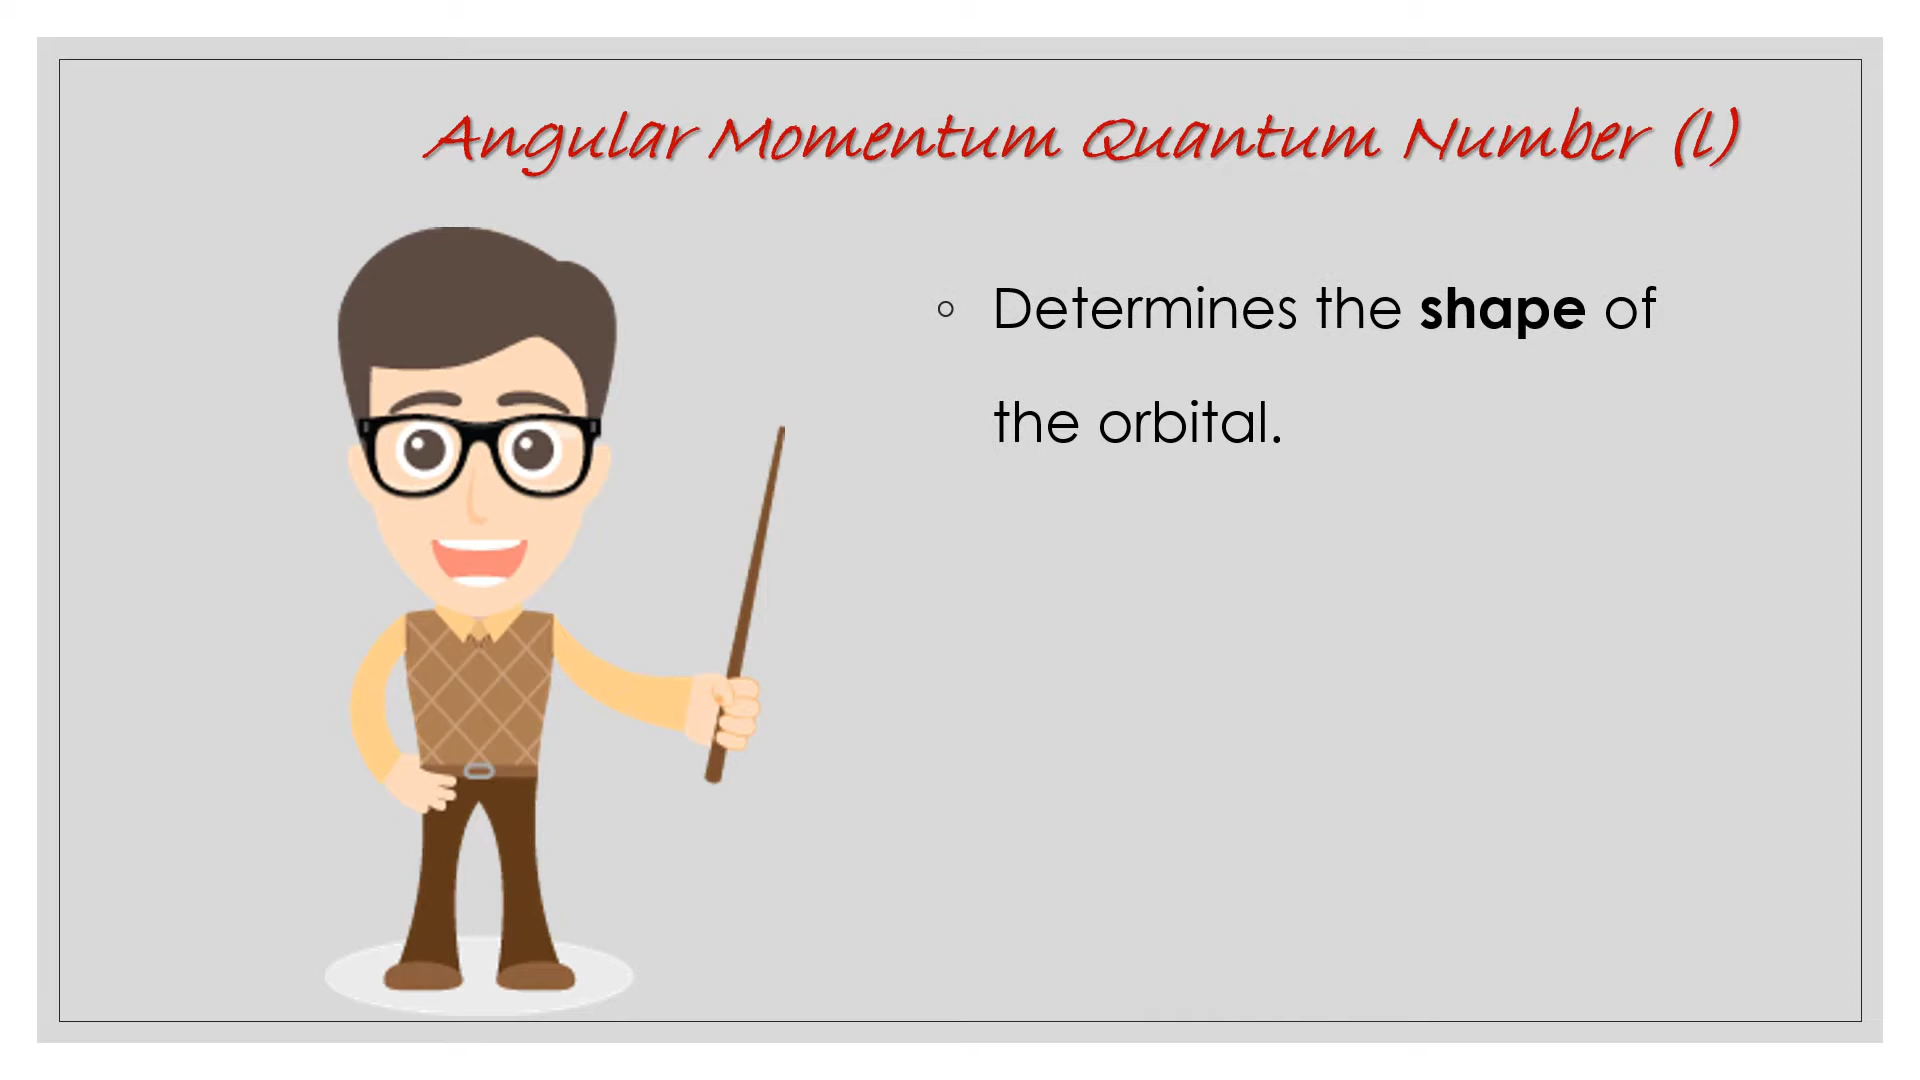 Angular Momentum Quantum Number (l)
◦ Determines the shape of
the orbital.